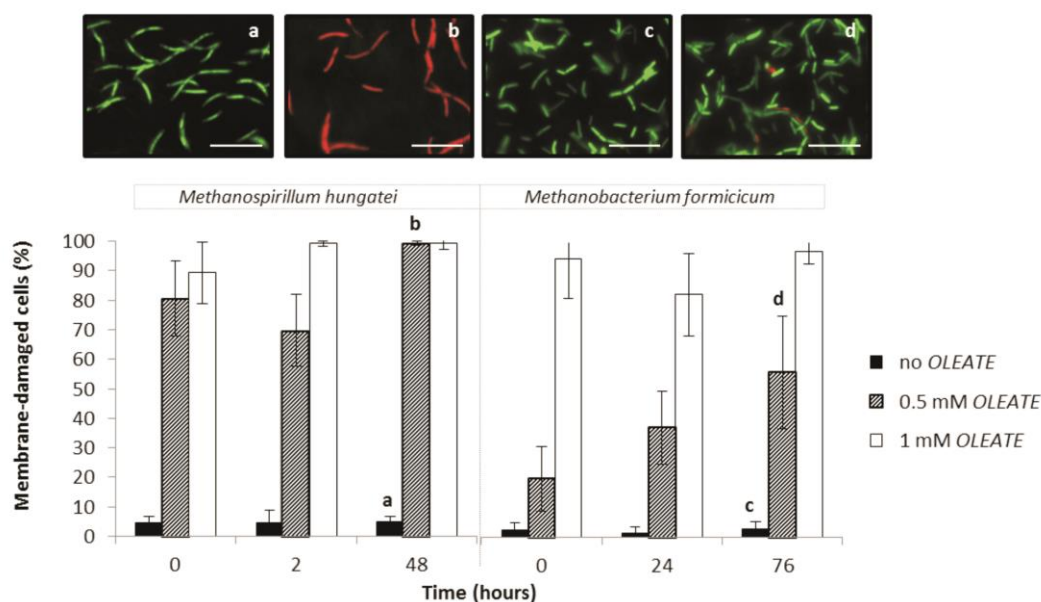 a b c d
Methanospirillum hungatei Methanobacterium formicicum
Membrane-damaged cells (%)
100
90
80
70
60
50
40
30
20
10
0
b
a
d
c
0 2 48 0 24 76
Time (hours)
no OLEATE
0.5 mM OLEATE
1 mM OLEATE